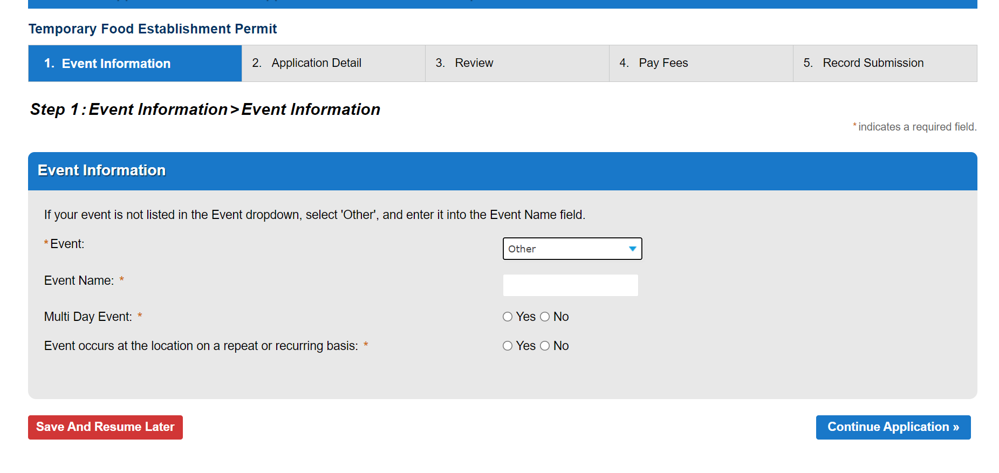 Temporary Food Establishment Permit
1. Event Information 2. Application Detail 3. Review 4. Pay Fees 5. Record Submission
Step 1: Event Information > Event Information
* indicates a required field.
Event Information
If your event is not listed in the Event dropdown, select 'Other', and enter it into the Event Name field.
* Event: Other
Event Name: *
Multi Day Event: * Yes No
Event occurs at the location on a repeat or recurring basis: * Yes No
Save And Resume Later Continue Application »